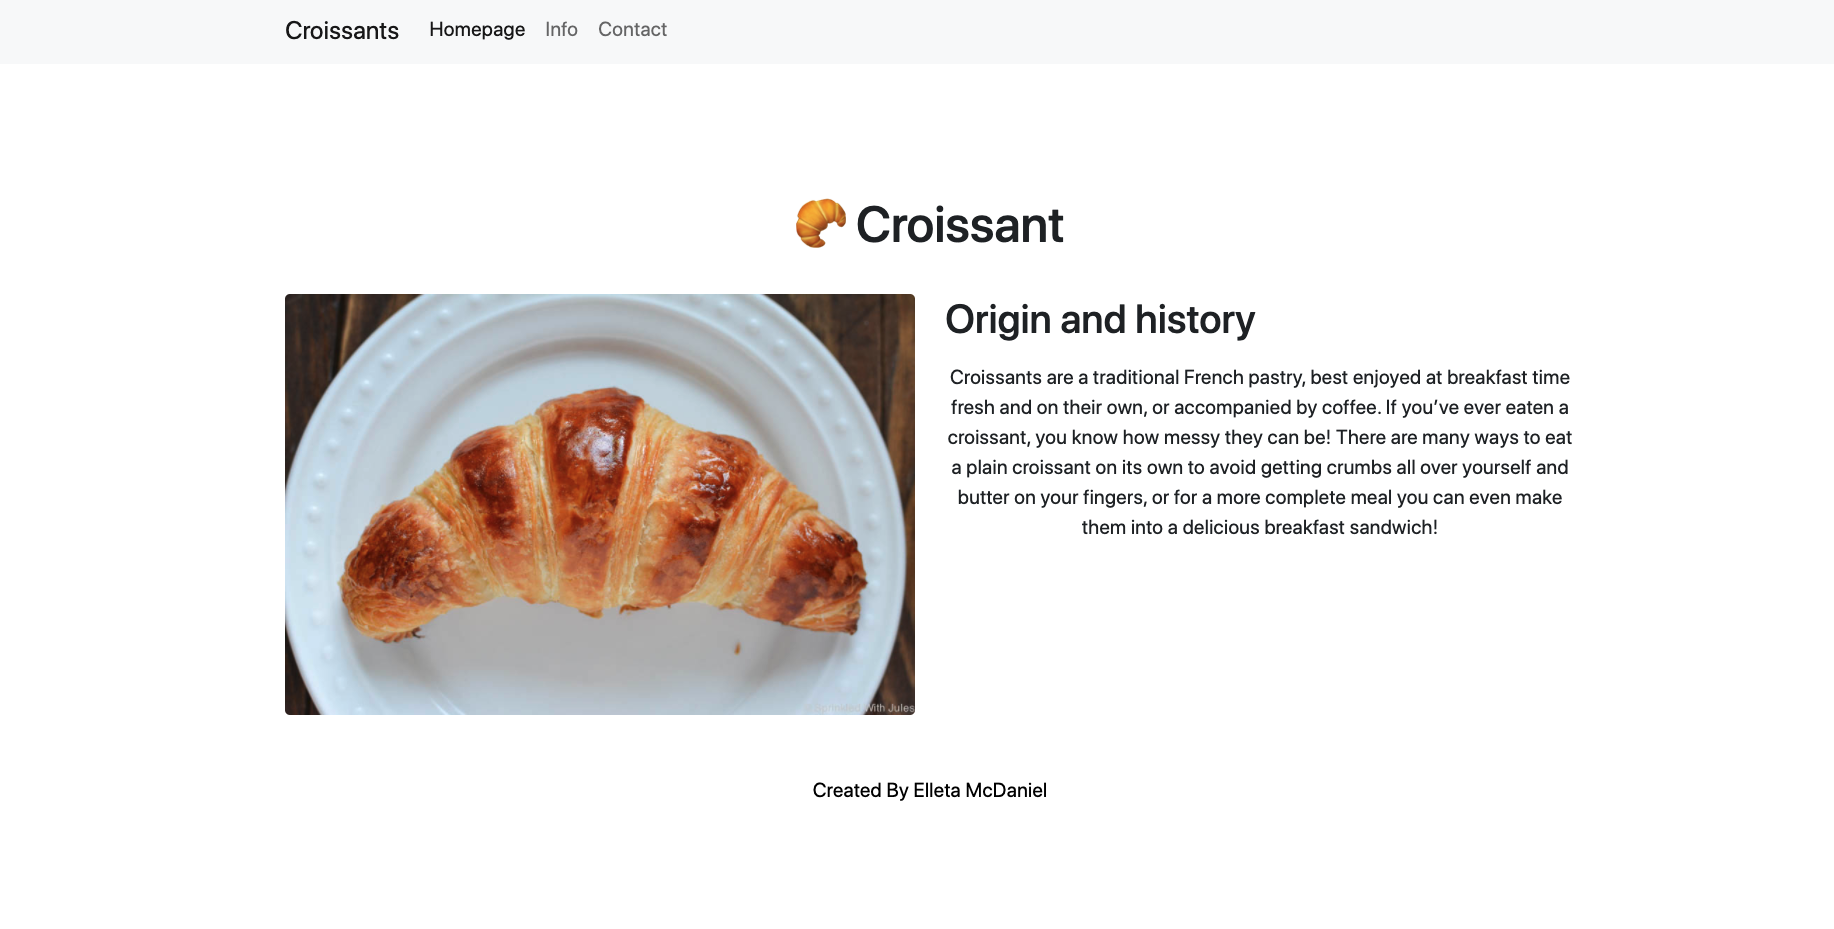 Croissants Homepage Info Contact
Croissant
Origin and history
Croissants are a traditional French pastry, best enjoyed at breakfast time
fresh and on their own, or accompanied by coffee. If you’ve ever eaten a
croissant, you know how messy they can be! There are many ways to eat
a plain croissant on its own to avoid getting crumbs all over yourself and
butter on your fingers, or for a more complete meal you can even make
them into a delicious breakfast sandwich!
Sprinkled With Jules
Created By Elleta McDaniel